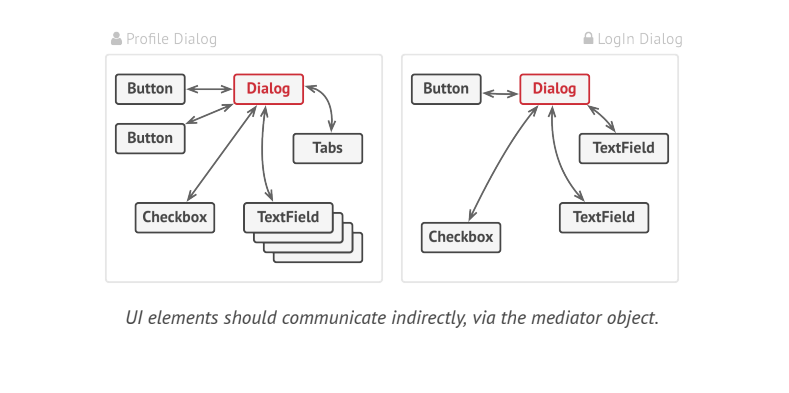 Profile Dialog
LogIn Dialog
Button
Dialog
Button
Tabs
Checkbox
TextField
Button
Dialog
TextField
TextField
Checkbox
UI elements should communicate indirectly, via the mediator object.